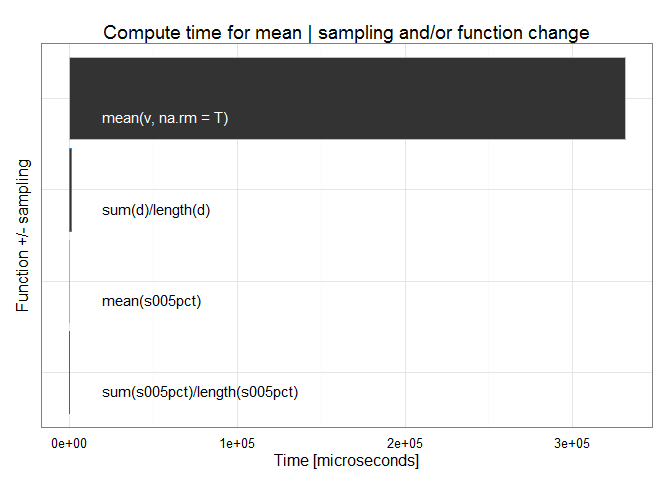 Compute time for mean | sampling and/or function change
Function +/- sampling
mean(v, na.rm = T)
sum(d)/length(d)
mean(s005pct)
sum(s005pct)/length(s005pct)
0e+00 1e+05 2e+05 3e+05
Time [microseconds]